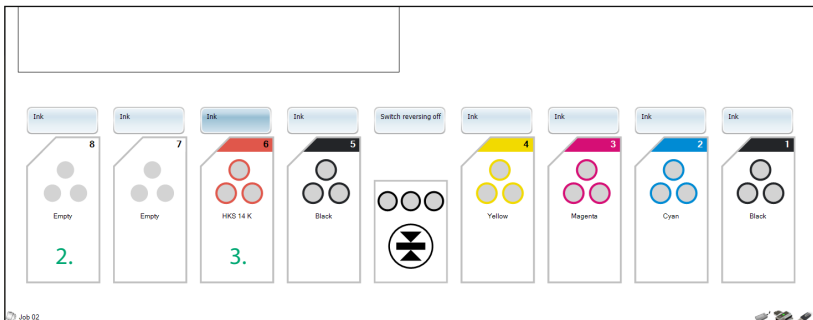 Ink Ink Ink Ink Switch reversing off Ink Ink Ink Ink
8 7 6 5 4 3 2 1
Empty Empty HKS 14 K Black Yellow Magenta Cyan Black
2. 3.
Job 02